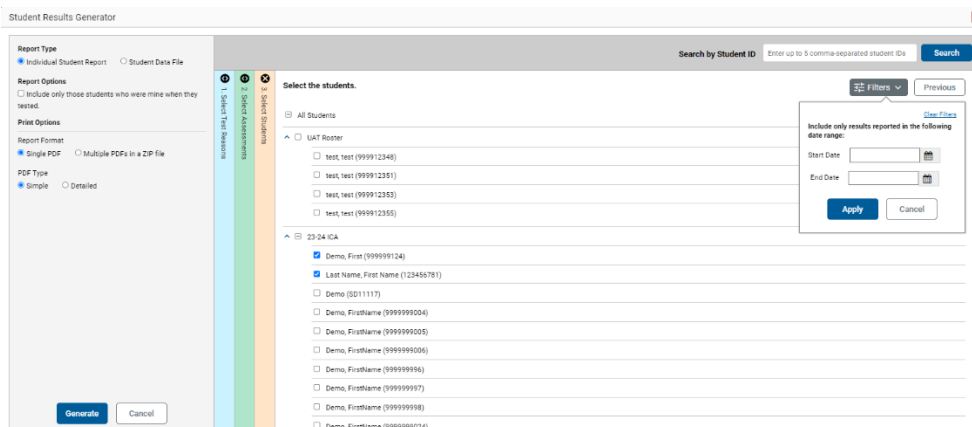 Student Results Generator
Report Type
Individual Student Report Student Data File
Report Options
Include only those students who were mine when they
tested.
Print Options
Report Format
Single PDF Multiple PDFs in a ZIP file
PDF Type
Simple Detailed
Generate Cancel
1. Select Test Reasons
2. Select Assessments
3. Select Students
Search by Student ID Enter up to 5 comma-separated student IDs Search
Select the students.
Filters Previous
Clear Filters
Include only results reported in the following
date range:
Start Date
End Date
Apply Cancel
All Students
UAT Roster
test, test (999912348)
test, test (999912351)
test, test (999912353)
test, test (999912355)
23-24 ICA
Demo, First (999999124)
Last Name, First Name (123456781)
Demo (SD11117)
Demo, FirstName (9999999004)
Demo, FirstName (9999999005)
Demo, FirstName (9999999006)
Demo, FirstName (999999996)
Demo, FirstName (999999997)
Demo, FirstName (999999998)
Demo, FirstName (9999999024)